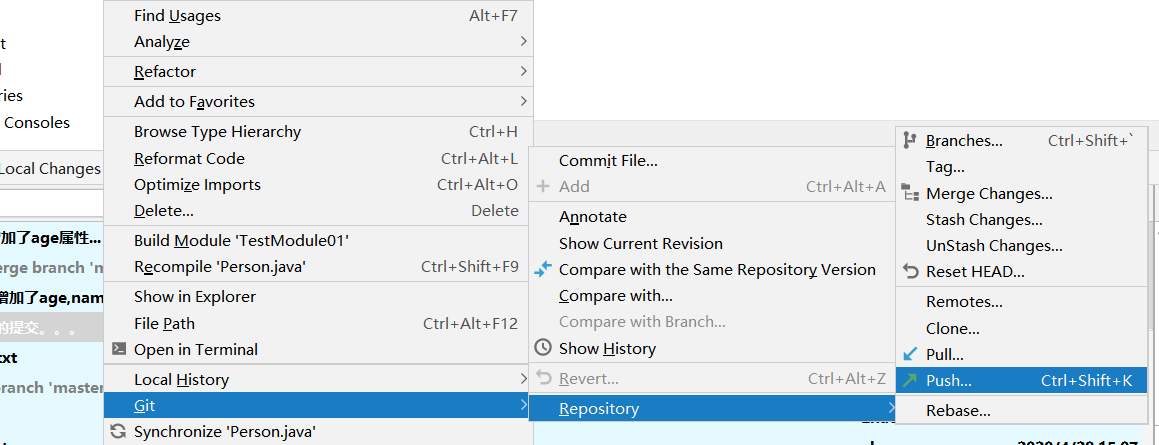 Find Usages Alt+F7
Analyze
Refactor
Add to Favorites
Browse Type Hierarchy Ctrl+H
Reformat Code Ctrl+Alt+L
Optimize Imports Ctrl+Alt+O
Delete... Delete
Build Module 'TestModule01'
Recompile 'Person.java' Ctrl+Shift+F9
Show in Explorer
File Path Ctrl+Alt+F12
Open in Terminal
Local History
Git
Synchronize 'Person.java'
Commit File...
Add Ctrl+Alt+A
Annotate
Show Current Revision
Compare with the Same Repository Version
Compare with...
Compare with Branch...
Show History
Revert... Ctrl+Alt+Z
Repository
Branches... Ctrl+Shift+`
Tag...
Merge Changes...
Stash Changes...
UnStash Changes...
Reset HEAD...
Remotes...
Clone...
Pull...
Push... Ctrl+Shift+K
Rebase...
Consoles
Local Changes
加了age属性...
branch 'm
增加了age,nam
的提交。。。
branch 'master